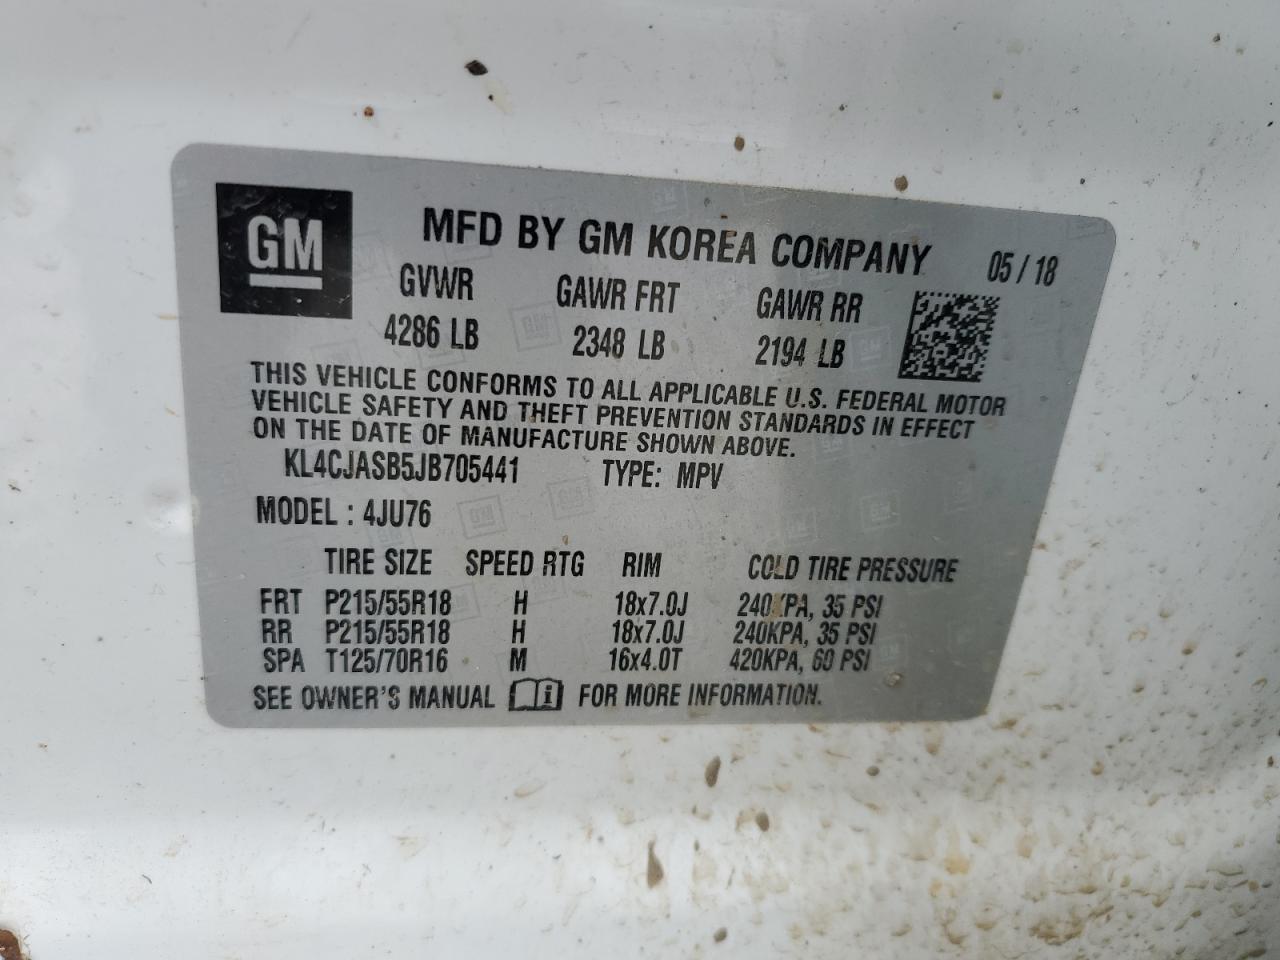 GM
MFD BY GM KOREA COMPANY 05/18
GVWR GAWR FRT GAWR RR
4286 LB 2348 LB 2194 LB
THIS VEHICLE CONFORMS TO ALL APPLICABLE U.S. FEDERAL MOTOR
VEHICLE SAFETY AND THEFT PREVENTION STANDARDS IN EFFECT
ON THE DATE OF MANUFACTURE SHOWN ABOVE.
KL4CJASB5JB705441 TYPE: MPV
MODEL : 4JU76
TIRE SIZE SPEED RTG RIM COLD TIRE PRESSURE
FRT P215/55R18 H 18x7.0J 240KPA, 35 PSI
RR P215/55R18 H 18x7.0J 240KPA, 35 PSI
SPA T125/70R16 M 16x4.0T 420KPA, 60 PSI
SEE OWNER'S MANUAL FOR MORE INFORMATION.